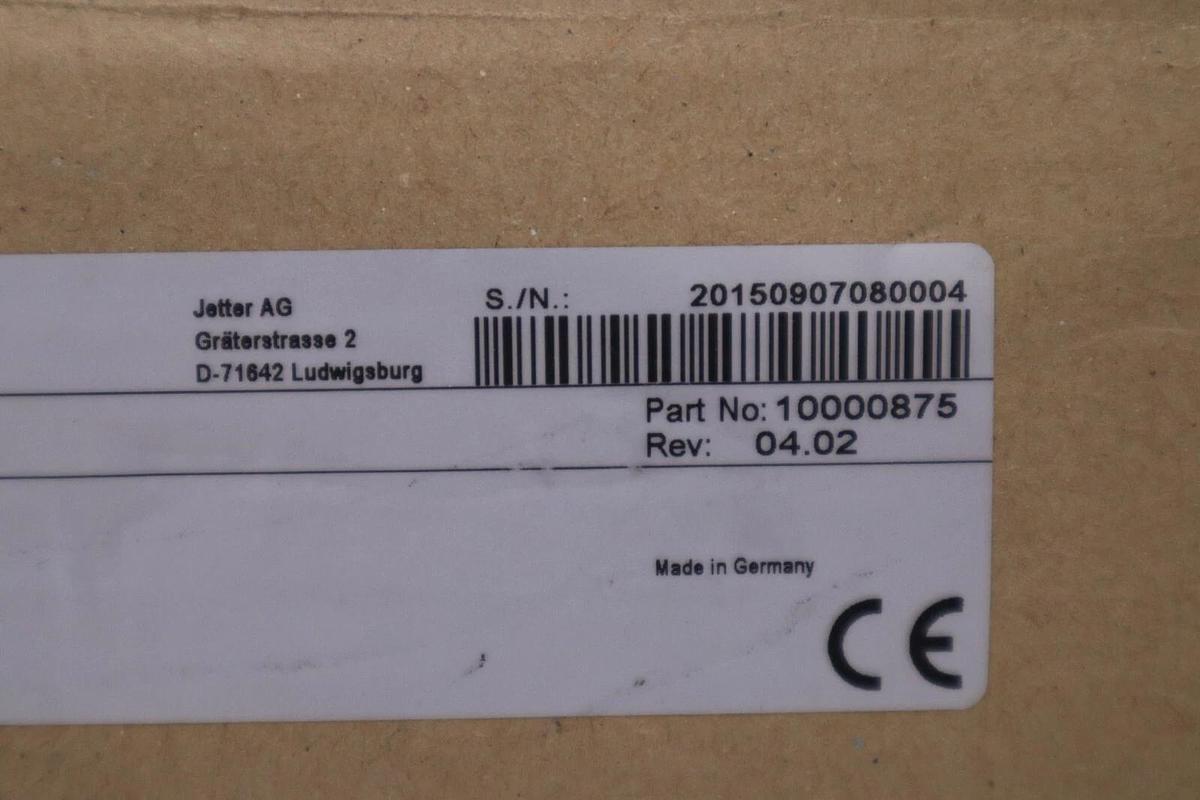 Jetter AG
Gräterstrasse 2
D-71642 Ludwigsburg
S./N.: 20150907080004
Part No: 10000875
Rev: 04.02
Made in Germany
CE